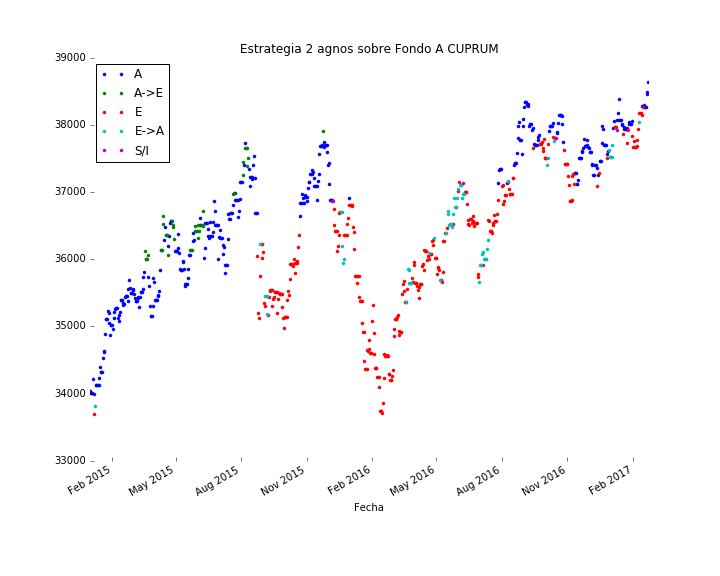 Estrategia 2 agnos sobre Fondo A CUPRUM
39000
38000
37000
36000
35000
34000
33000
A
A->E
E
E->A
S/I
Feb 2015
May 2015
Aug 2015
Nov 2015
Feb 2016
May 2016
Aug 2016
Nov 2016
Feb 2017
Fecha